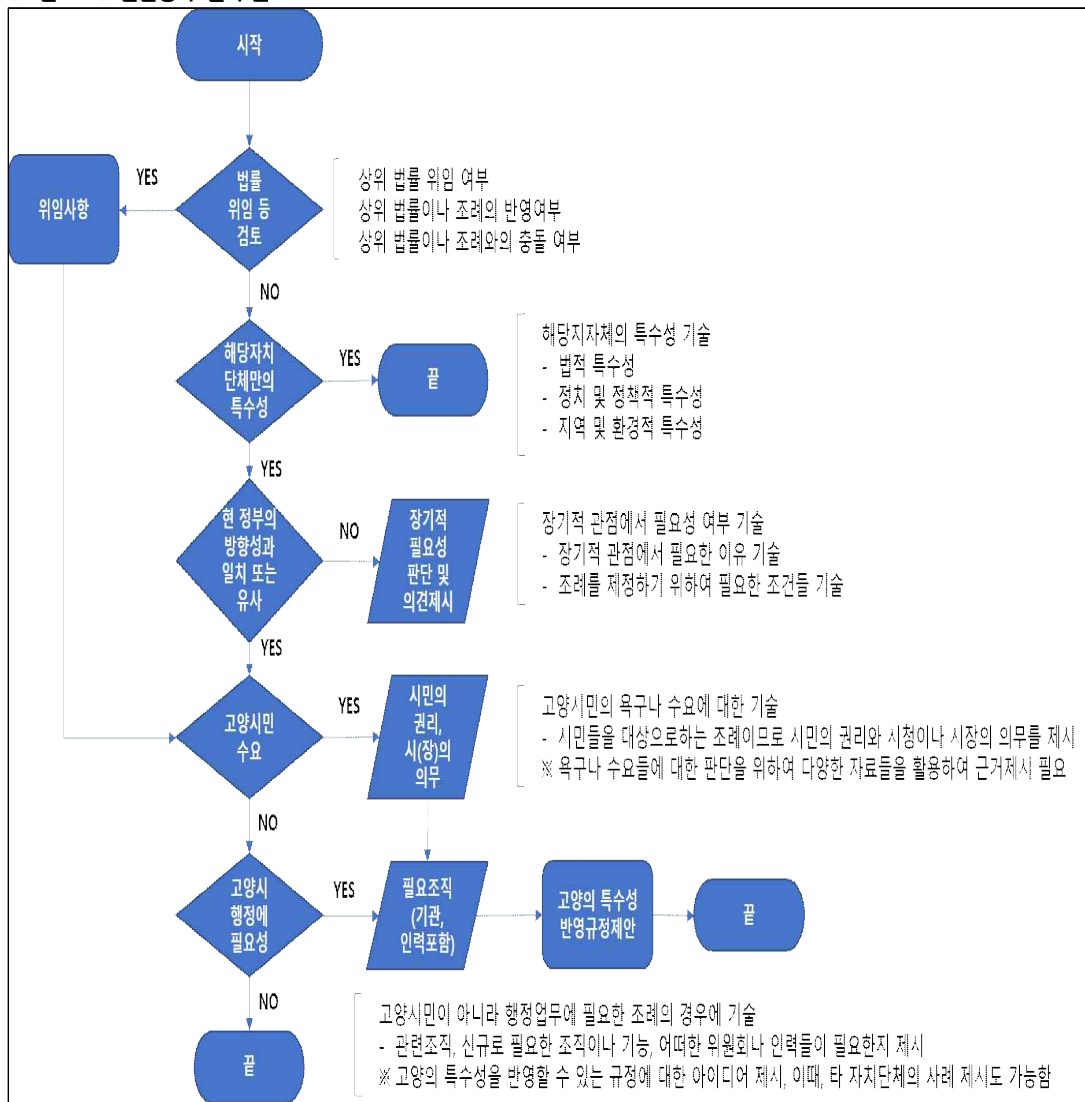 시작
YES
위임사항
법률
위임 등
검토
상위 법률 위임 여부
상위 법률이나 조례의 반영여부
상위 법률이나 조례와의 충돌 여부
NO
해당자치
단체만의
특수성
YES
끝
해당지자체의 특수성 기술
- 법적 특수성
- 정치 및 정책적 특수성
- 지역 및 환경적 특수성
YES
현 정부의
방향성과
일치 또는
유사
NO
장기적
필요성
판단 및
의견제시
장기적 관점에서 필요성 여부 기술
- 장기적 관점에서 필요한 이유 기술
- 조례를 제정하기 위하여 필요한 조건들 기술
YES
고양시민
수요
YES
시민의
권리,
시(장)의
의무
고양시민의 욕구나 수요에 대한 기술
- 시민들을 대상으로하는 조례이므로 시민의 권리와 시청이나 시장의 의무를 제시
※ 욕구나 수요들에 대한 판단을 위하여 다양한 자료들을 활용하여 근거제시 필요
NO
고양시
행정에
필요성
YES
필요조직
(기관,
인력포함)
고양의 특수성
반영규정제안
끝
NO
끝
고양시민이 아니라 행정업무에 필요한 조례의 경우에 기술
- 관련조직, 신규로 필요한 조직이나 기능, 어떠한 위원회나 인력들이 필요한지 제시
※ 고양의 특수성을 반영할 수 있는 규정에 대한 아이디어 제시, 이때, 타 자치단체의 사례 제시도 가능함